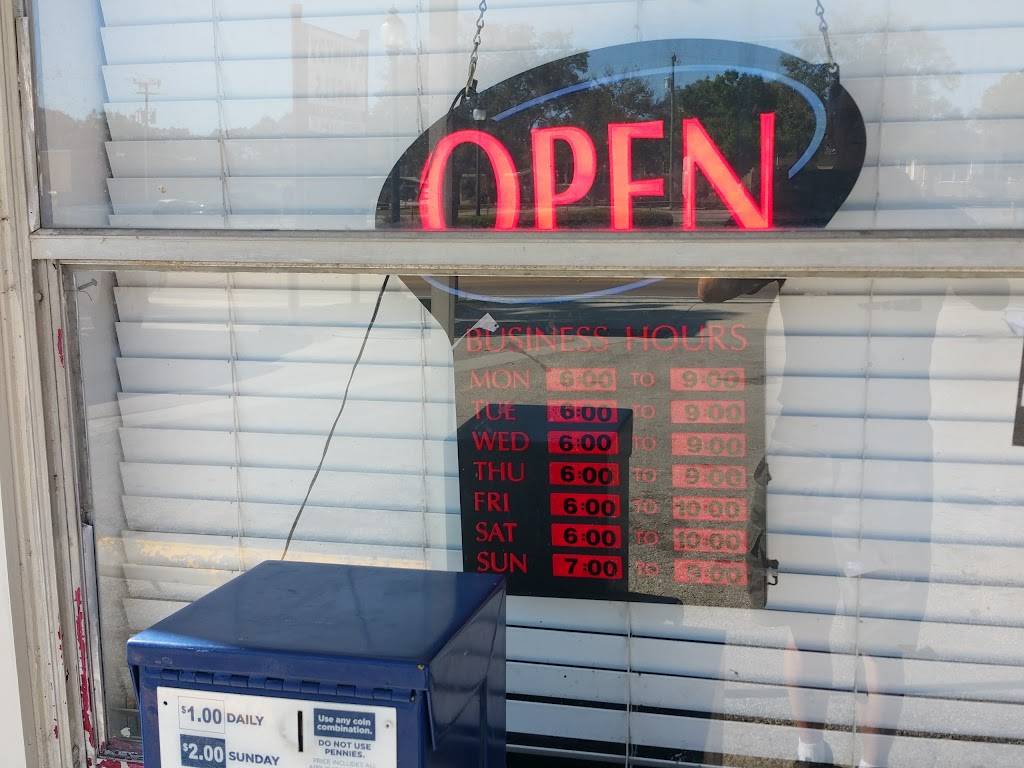 OPEN
BUSINESS HOURS
MON 6:00 TO 9:00
TUE 6:00 TO 9:00
WED 6:00 TO 9:00
THU 6:00 TO 9:00
FRI 6:00 TO 10:00
SAT 6:00 TO 10:00
SUN 7:00 TO 9:00
$1.00 DAILY
$2.00 SUNDAY
Use any coin
combination.
DO NOT USE
PENNIES.
PRICE INCLUDES ALL